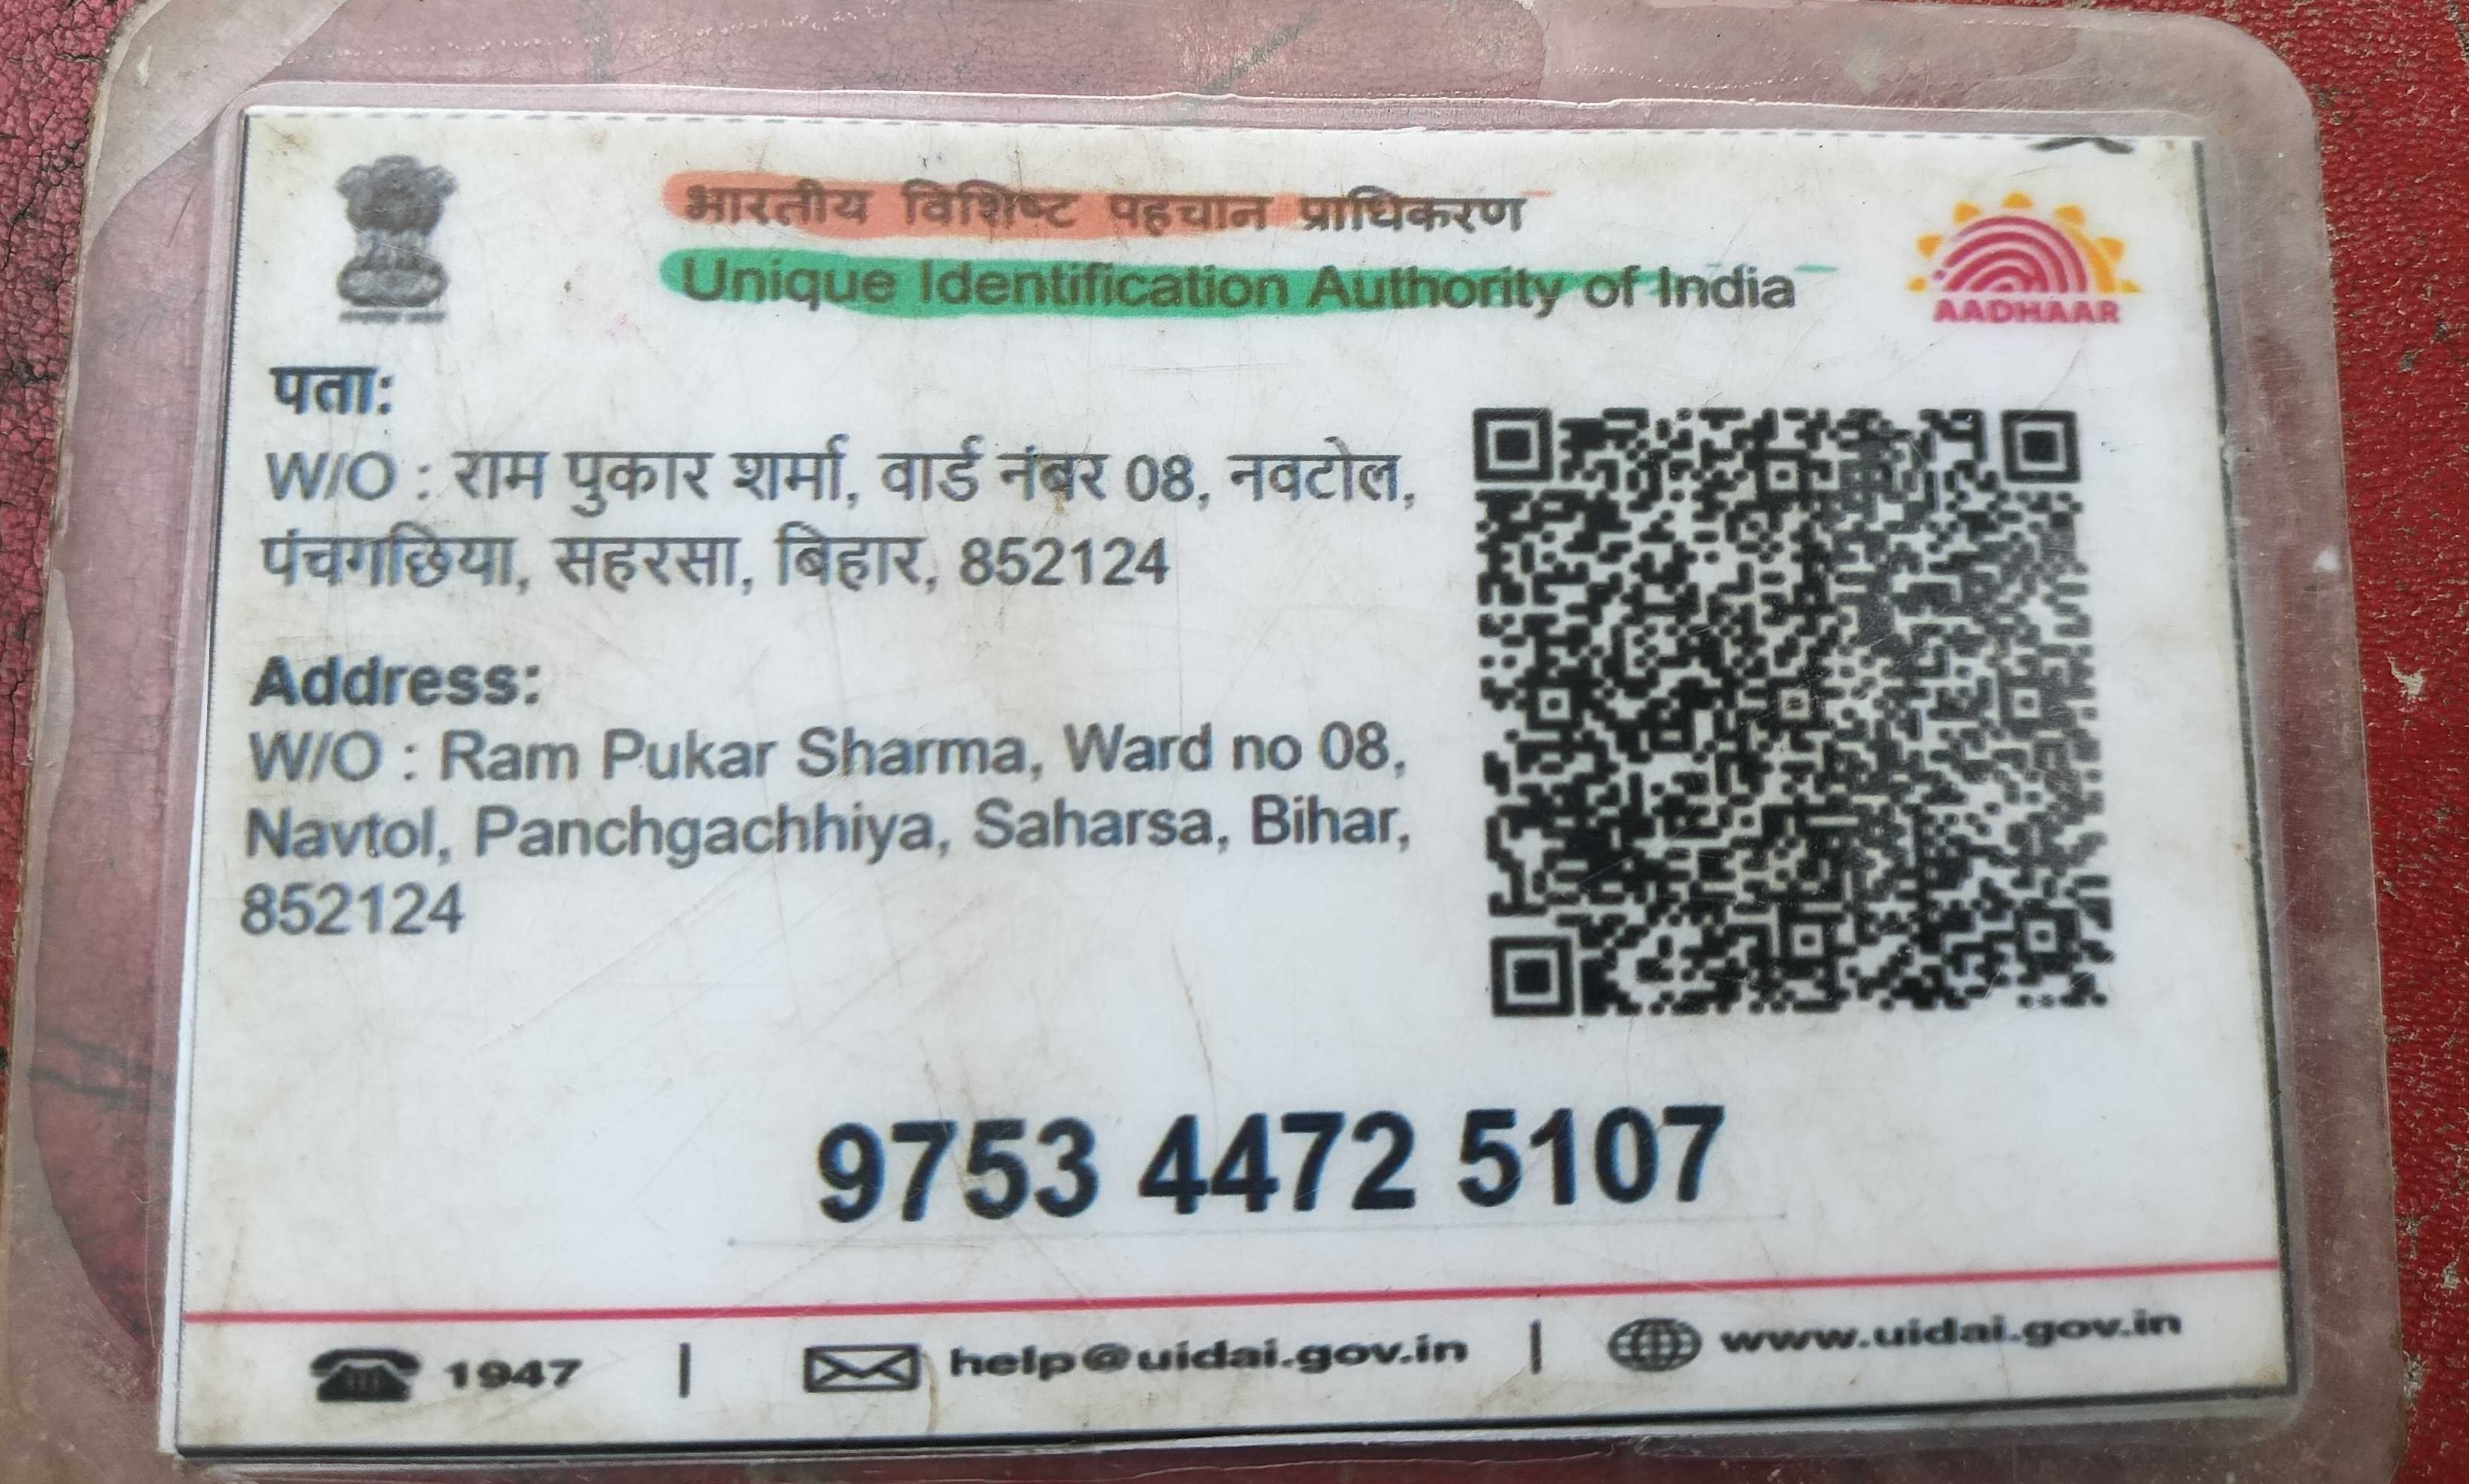 भारतीय विशिष्ट पहचान प्राधिकरण
Unique Identification Authority of India
AADHAAR
पता:
W/O : राम पुकार शर्मा, वार्ड नंबर 08, नवटोल,
पंचगछिया, सहरसा, बिहार, 852124
Address:
W/O : Ram Pukar Sharma, Ward no 08,
Navtol, Panchgachhiya, Saharsa, Bihar,
852124
9753 4472 5107
1947 | help@uidai.gov.in | www.uidai.gov.in